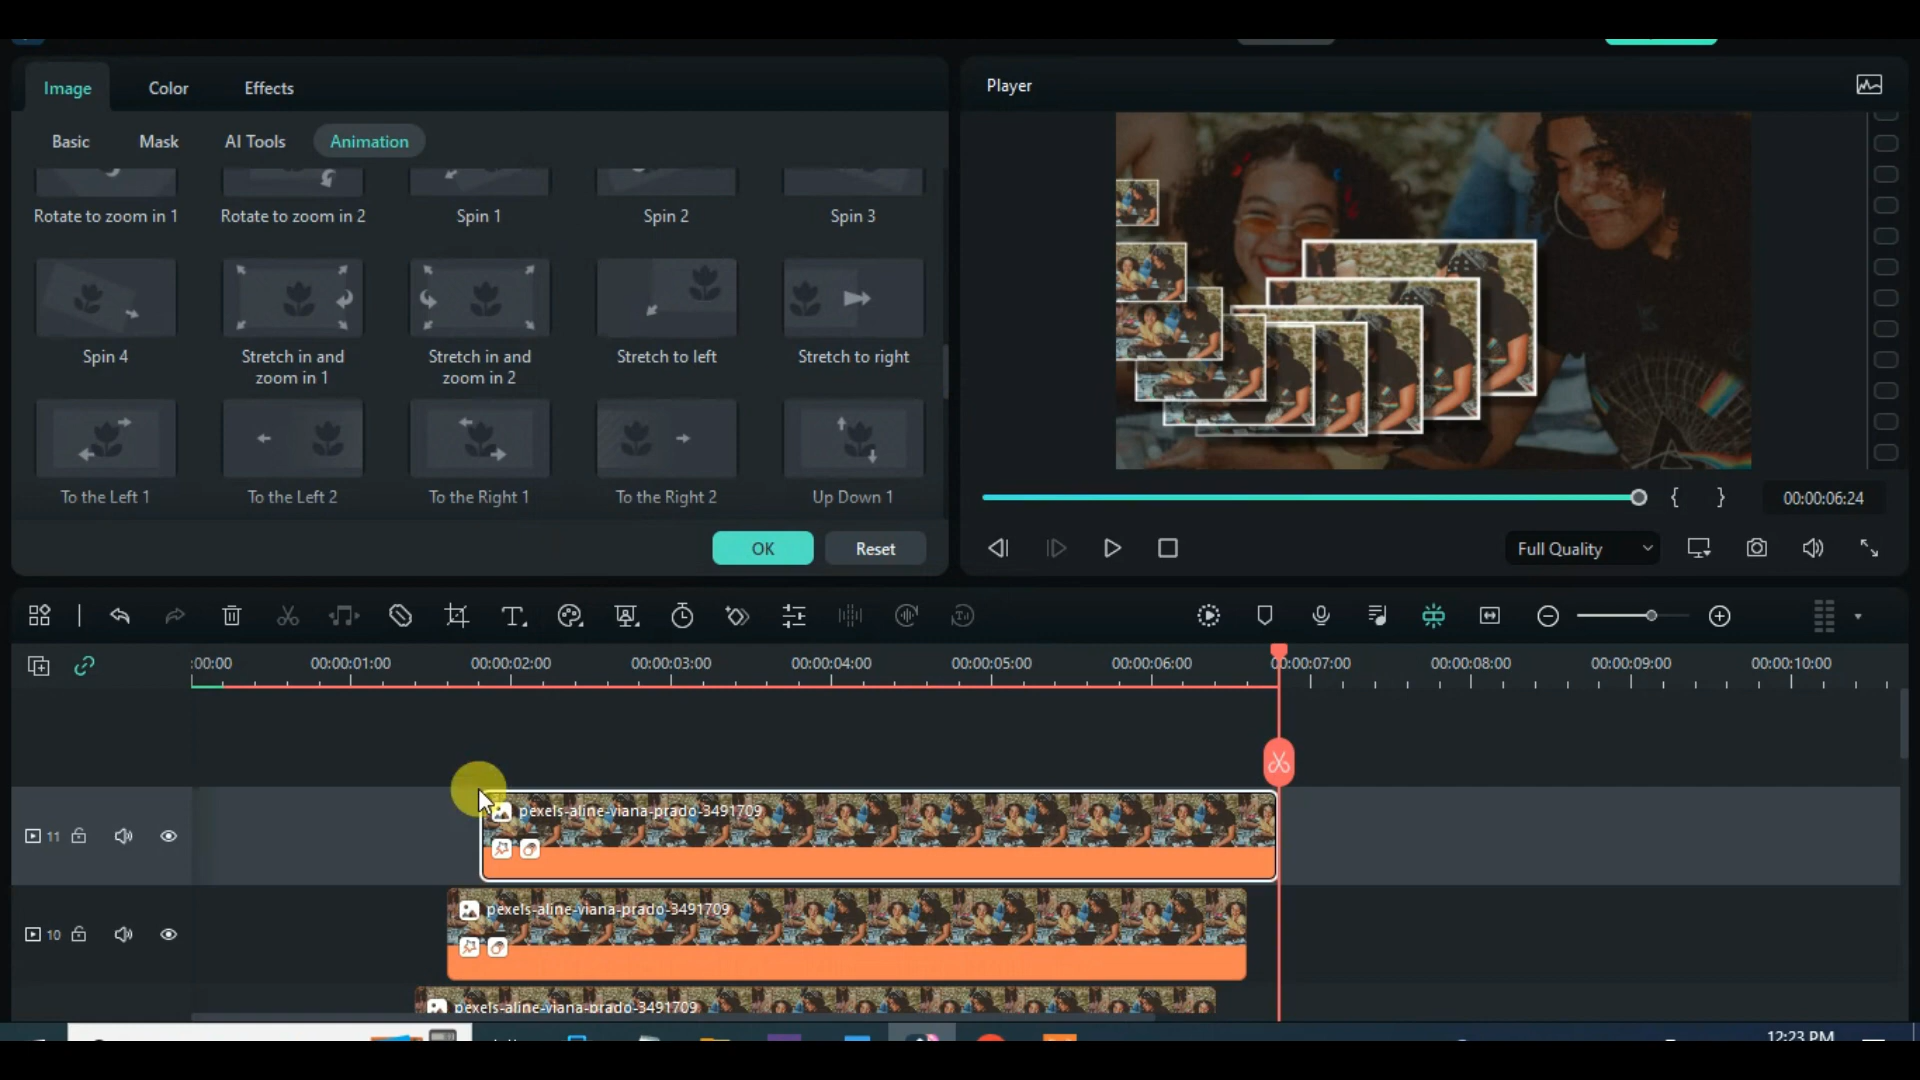 Image Color Effects
Player
Basic Mask AI Tools Animation
Rotate to zoom in 1 Rotate to zoom in 2 Spin 1 Spin 2 Spin 3
Spin 4 Stretch in and zoom in 1 Stretch in and zoom in 2 Stretch to left Stretch to right
To the Left 1 To the Left 2 To the Right 1 To the Right 2 Up Down 1
{ } 00:00:06:24
OK Reset
Full Quality
:00:00 00:00:01:00 00:00:02:00 00:00:03:00 00:00:04:00 00:00:05:00 00:00:06:00 00:00:07:00 00:00:08:00 00:00:09:00 00:00:10:00
pexels-aline-viana-prado-3491709
11
pexels-aline-viana-prado-3491709
10
pexels-aline-viana-prado-3491709
12:23 PM